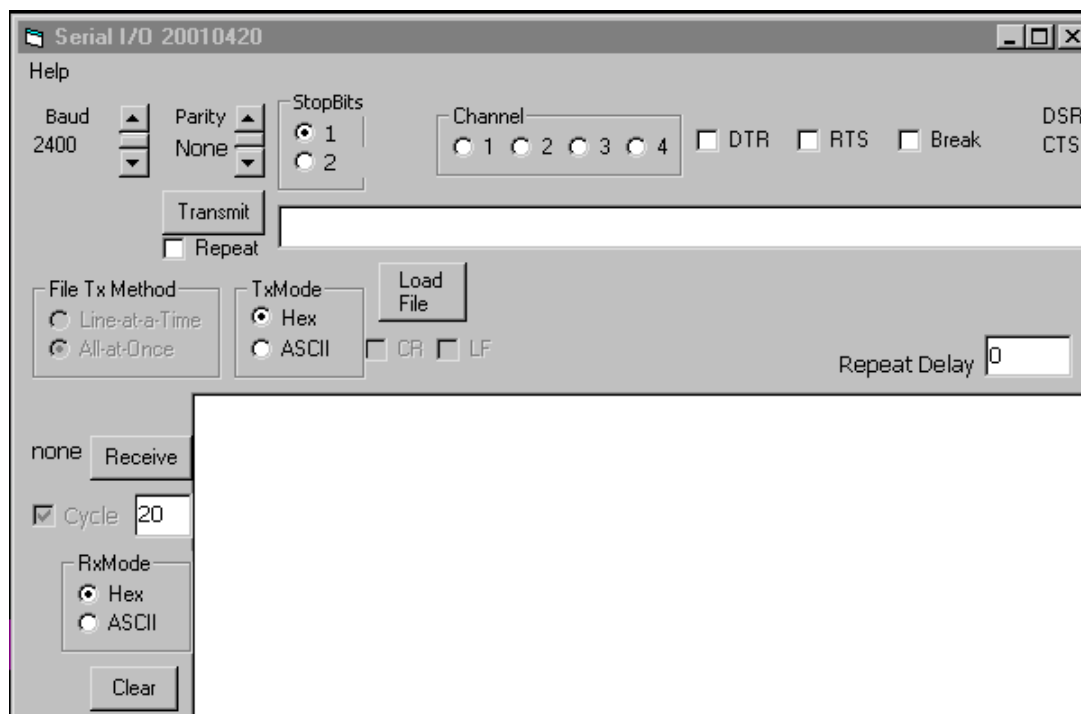 Serial I/O 20010420
Help
Baud
2400
Parity
None
StopBits
1
2
Channel
1 2 3 4
DTR
RTS
Break
DSR
CTS
Transmit
Repeat
File Tx Method
Line-at-a-Time
All-at-Once
TxMode
Hex
ASCII
Load
File
CR LF
Repeat Delay 0
none Receive
Cycle 20
RxMode
Hex
ASCII
Clear